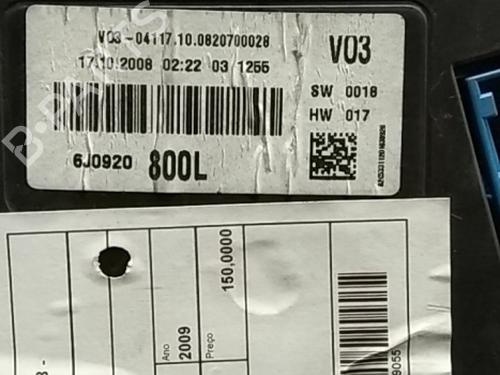 V03-04117.10.0820700028
17.10.2008 02:22 03 1255
V03
SW 0018
HW 017
6J0920 800L
B-PARTS
Ano
2009
Preço
150,0000
9055